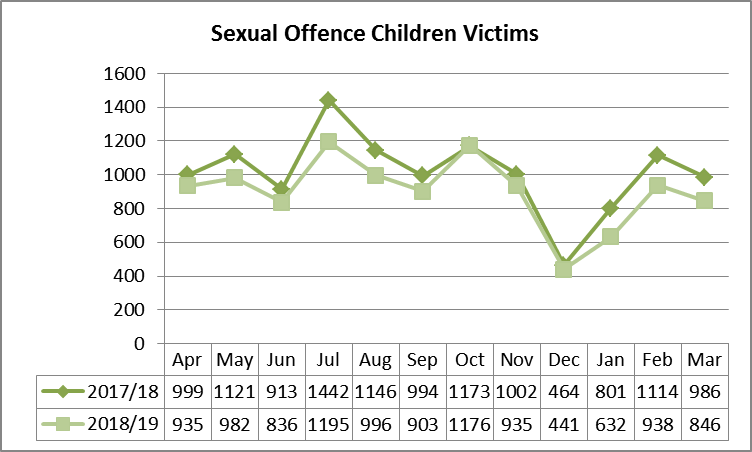 Sexual Offence Children Victims
1600
1400
1200
1000
800
600
400
200
0
Apr May Jun Jul Aug Sep Oct Nov Dec Jan Feb Mar
2017/18 999 1121 913 1442 1146 994 1173 1002 464 801 1114 986
2018/19 935 982 836 1195 996 903 1176 935 441 632 938 846